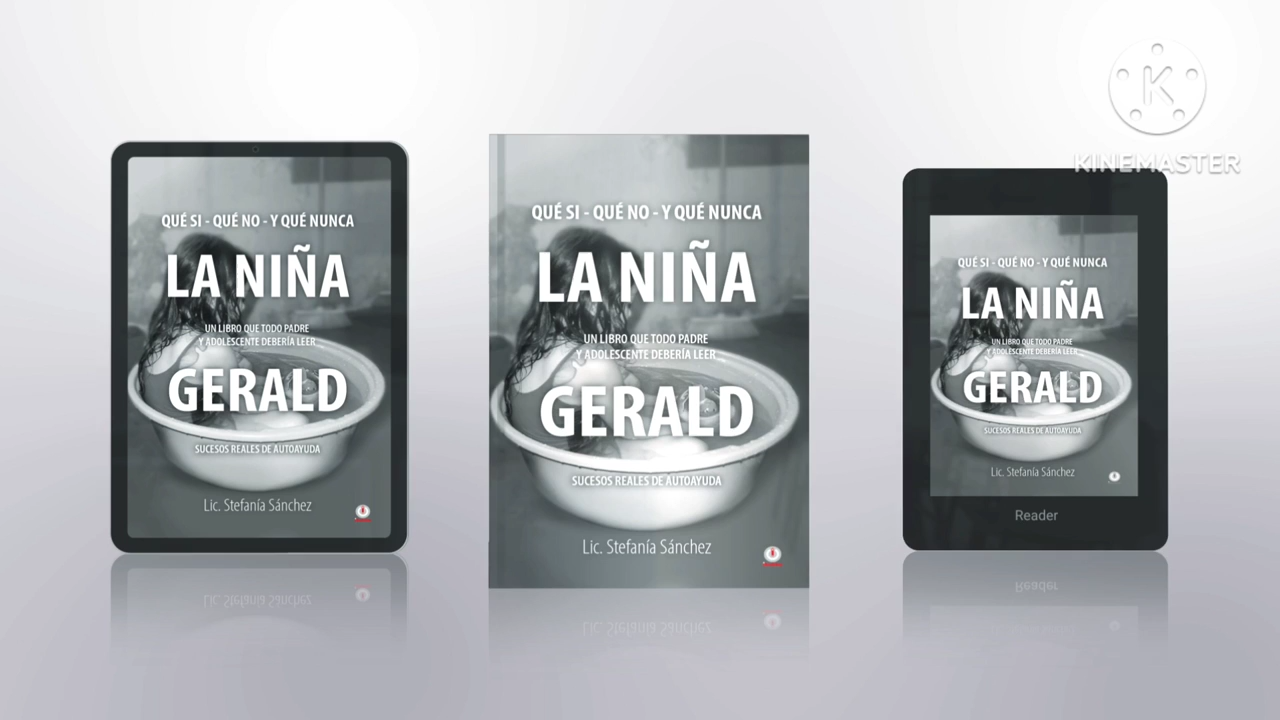 QUÉ SI - QUÉ NO - Y QUÉ NUNCA
LA NIÑA
UN LIBRO QUE TODO PADRE
Y ADOLESCENTE DEBERÍA LEER
GERALD
SUCESOS REALES DE AUTOAYUDA
Lic. Stefanía Sánchez
QUÉ SI - QUÉ NO - Y QUÉ NUNCA
LA NIÑA
UN LIBRO QUE TODO PADRE
Y ADOLESCENTE DEBERÍA LEER
GERALD
SUCESOS REALES DE AUTOAYUDA
Lic. Stefanía Sánchez
KINEMASTER
QUÉ SI - QUÉ NO - Y QUÉ NUNCA
LA NIÑA
UN LIBRO QUE TODO PADRE
Y ADOLESCENTE DEBERÍA LEER
GERALD
SUCESOS REALES DE AUTOAYUDA
Lic. Stefanía Sánchez
Reader